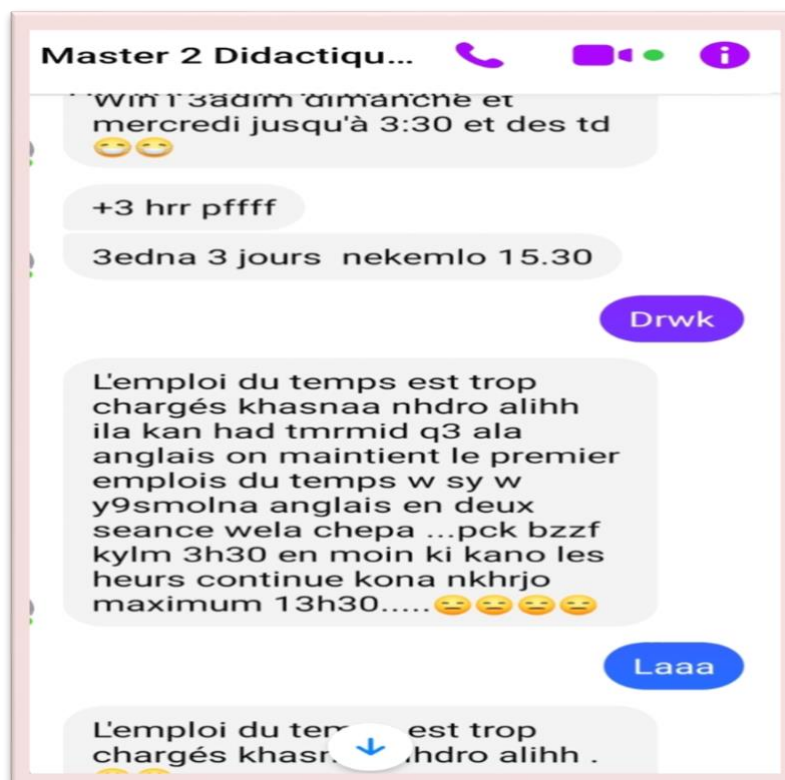 Master 2 Didactiqu...
Win l 3adim dimanche et
mercredi jusqu'à 3:30 et des td
😷😷
+3 hrr pffff
3edna 3 jours nekemlo 15.30
Drwk
L'emploi du temps est trop
chargés khasnaa nhdro alihh
ila kan had tmrmid q3 ala
anglais on maintient le premier
emplois du temps w sy w
y9smolna anglais en deux
seance wela chepa ...pck bzzf
kylm 3h30 en moin ki kano les
heurs continue kona nkhrjo
maximum 13h30.....😑😑😑😑
Laaa
L'emploi du est trop
chargés alihh .